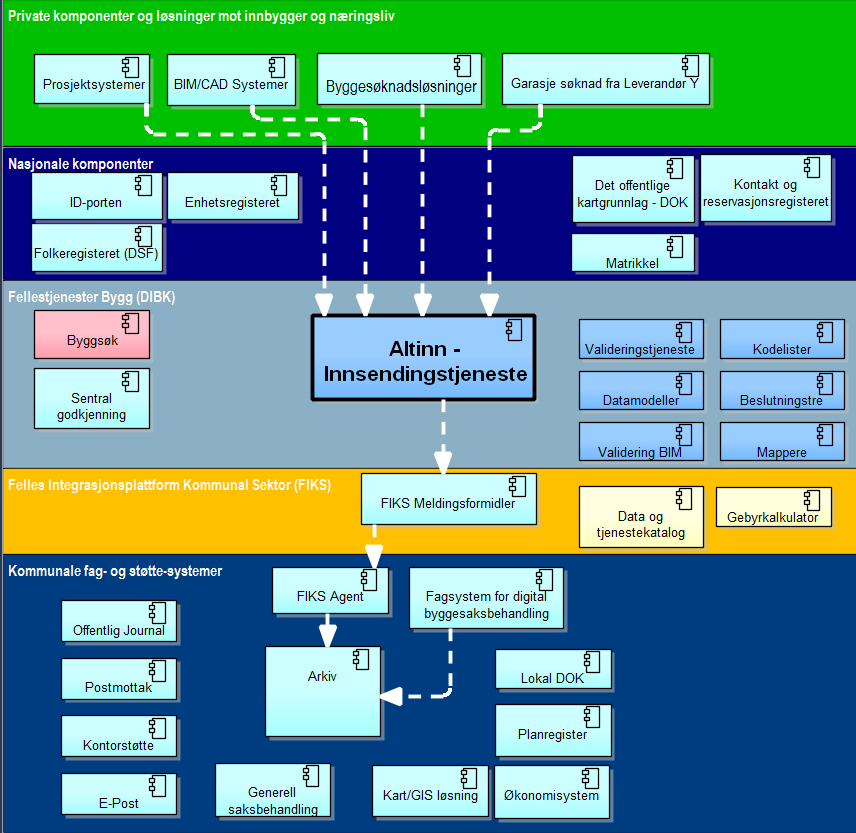 Private komponenter og løsninger mot innbygger og næringsliv
Prosjektsystemer
BIM/CAD Systemer
Byggesøknadsløsninger
Garasje søknad fra Leverandør Y
Nasjonale komponenter
ID-porten
Enhetsregisteret
Det offentlige
kartgrunnlag - DOK
Kontakt og
reservasjonsregisteret
Folkeregisteret (DSF)
Matrikkel
Fellestjenester Bygg (DIBK)
Byggsøk
Sentral
godkjenning
Altinn -
Innsendingstjeneste
Valideringstjeneste
Kodelister
Datamodeller
Beslutningstre
Validering BIM
Mappere
Felles Integrasjonsplattform Kommunal Sektor (FIKS)
FIKS Meldingsformidler
Data og
tjenestekatalog
Gebyrkalkulator
Kommunale fag- og støtte-systemer
FIKS Agent
Fagsystem for digital
byggesaksbehandling
Offentlig Journal
Arkiv
Postmottak
Lokal DOK
Kontorstøtte
Planregister
E-Post
Generell
saksbehandling
Kart/GIS løsning
Økonomisystem